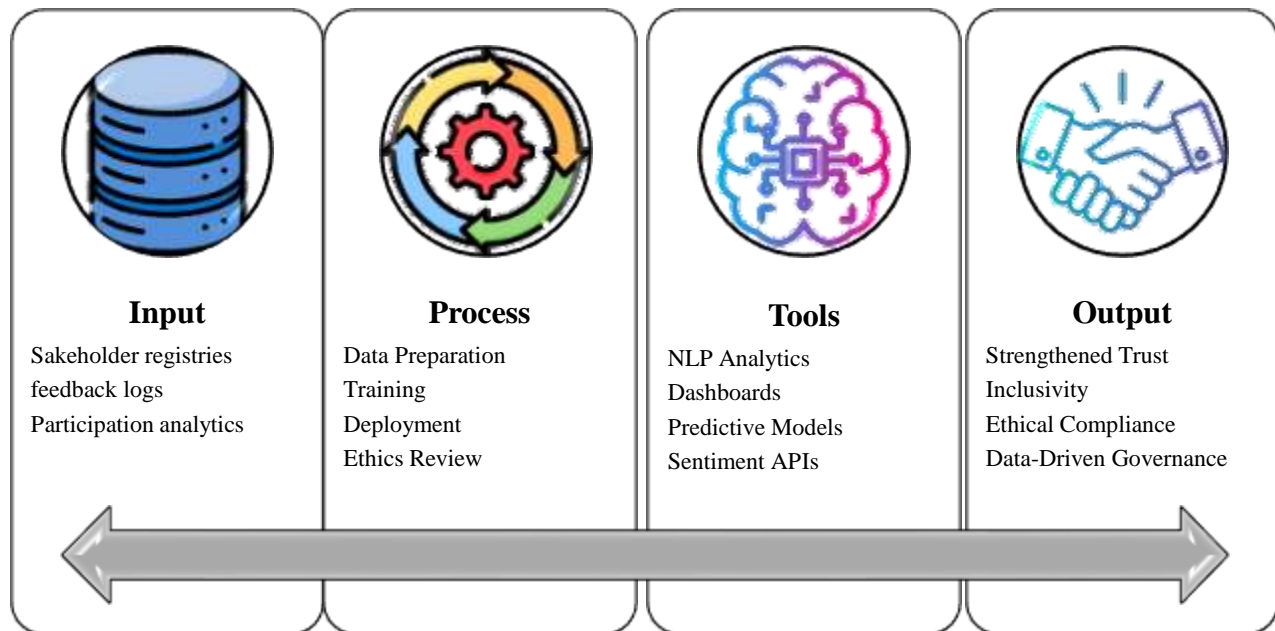 Input
Sakeholder registries
feedback logs
Participation analytics
Process
Data Preparation
Training
Deployment
Ethics Review
Tools
NLP Analytics
Dashboards
Predictive Models
Sentiment APIs
Output
Strengthened Trust
Inclusivity
Ethical Compliance
Data-Driven Governance